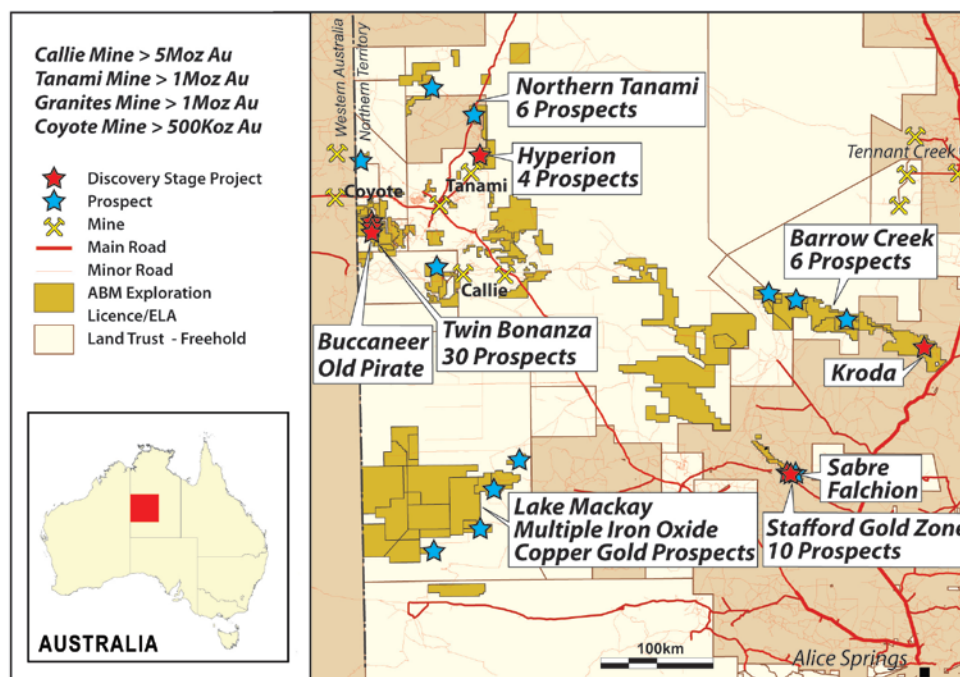 Callie Mine > 5Moz Au
Tanami Mine > 1Moz Au
Granites Mine > 1Moz Au
Coyote Mine > 500Koz Au
Discovery Stage Project
Prospect
Mine
Main Road
Minor Road
ABM Exploration
Licence/ELA
Land Trust - Freehold
AUSTRALIA
Western Australia
Northern Territory
Northern Tanami
6 Prospects
Hyperion
4 Prospects
Tennant Creek
Coyote
Tanami
Barrow Creek
6 Prospects
Callie
Buccaneer
Old Pirate
Twin Bonanza
30 Prospects
Kroda
Sabre
Falchion
Lake Mackay
Multiple Iron Oxide
Copper Gold Prospects
Stafford Gold Zone
10 Prospects
100km
Alice Springs